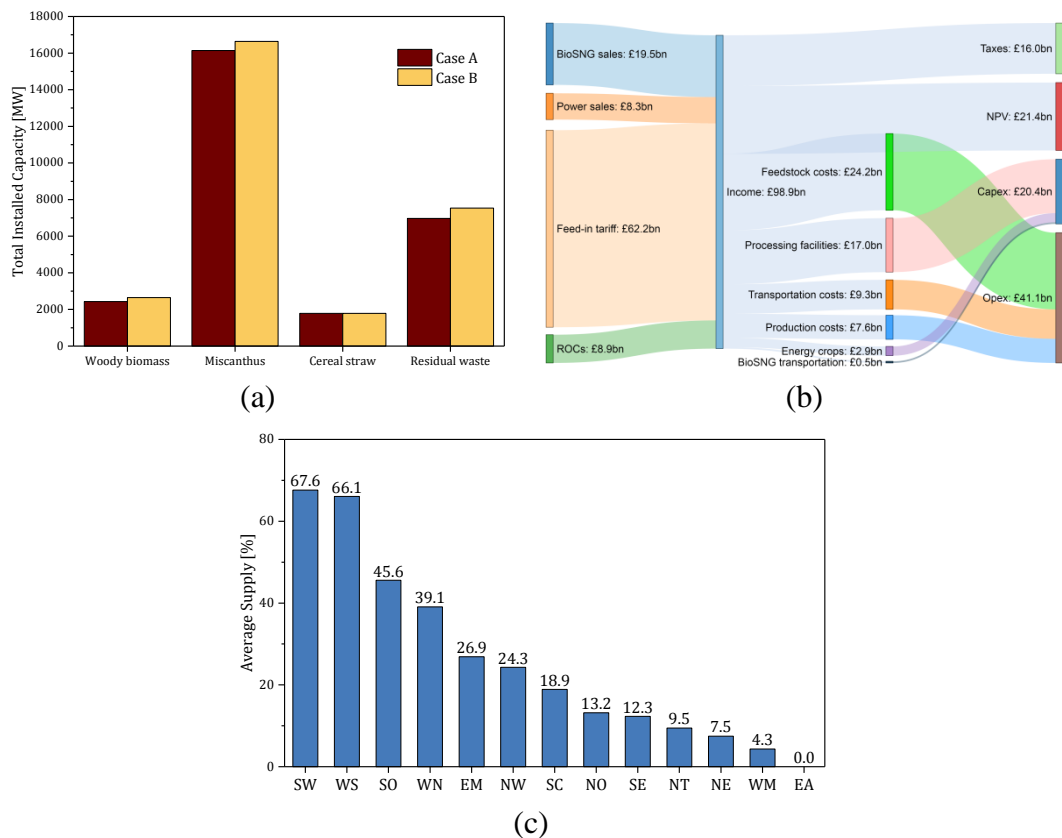 18000
16000
14000
12000
10000
8000
6000
4000
2000
0
Total Installed Capacity [MW]
Case A
Case B
Woody biomass
Miscanthus
Cereal straw
Residual waste
(a)
BioSNG sales: £19.5bn
Power sales: £8.3bn
Feed-in tariff: £62.2bn
ROCs: £8.9bn
Income: £98.9bn
Feedstock costs: £24.2bn
Processing facilities: £17.0bn
Transportation costs: £9.3bn
Production costs: £7.6bn
Energy crops: £2.9bn
BioSNG transportation: £0.5bn
Taxes: £16.0bn
NPV: £21.4bn
Capex: £20.4bn
Opex: £41.1bn
(b)
80
60
40
20
0
Average Supply [%]
67.6
66.1
45.6
39.1
26.9
24.3
18.9
13.2
12.3
9.5
7.5
4.3
0.0
SW
WS
SO
WN
EM
NW
SC
NO
SE
NT
NE
WM
EA
(c)